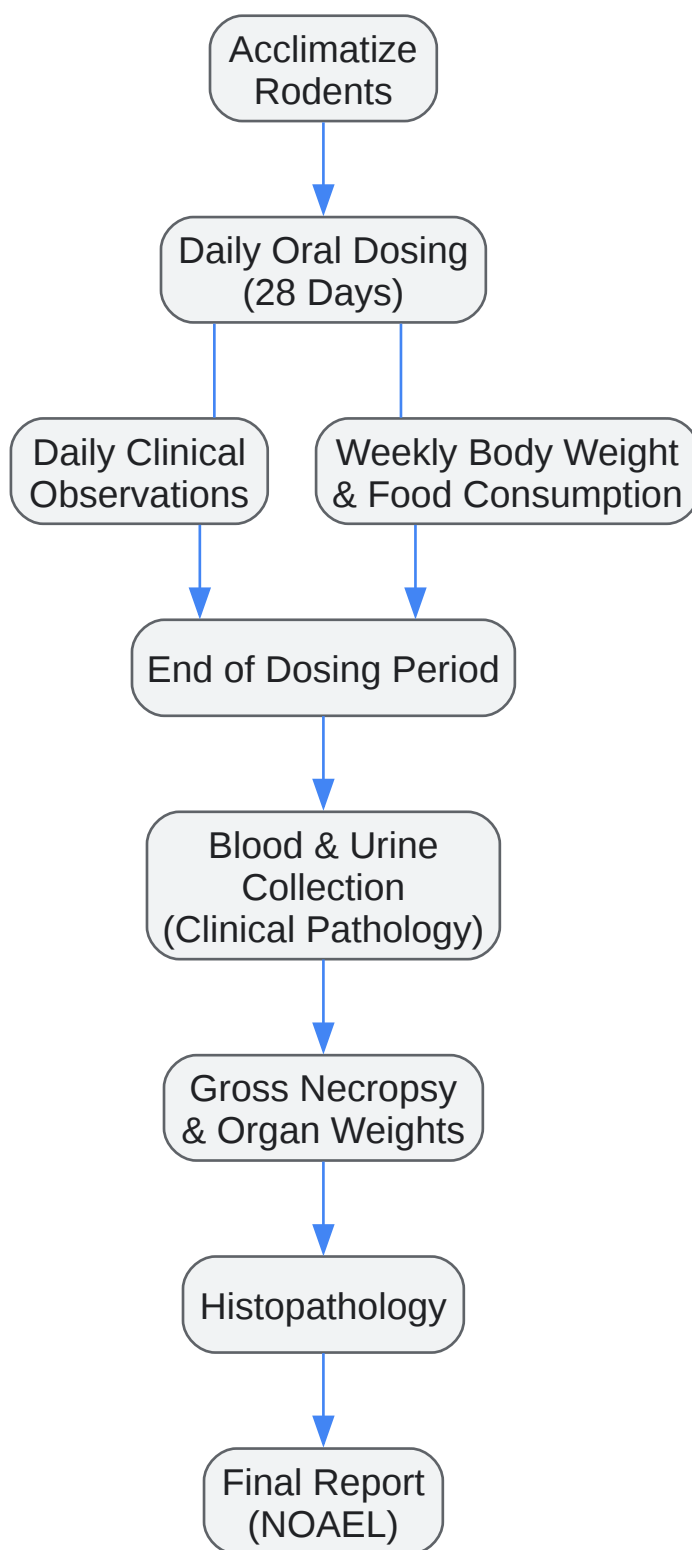 Acclimatize
Rodents
Daily Oral Dosing
(28 Days)
Daily Clinical
Observations
Weekly Body Weight
& Food Consumption
End of Dosing Period
Blood & Urine
Collection
(Clinical Pathology)
Gross Necropsy
& Organ Weights
Histopathology
Final Report
(NOAEL)